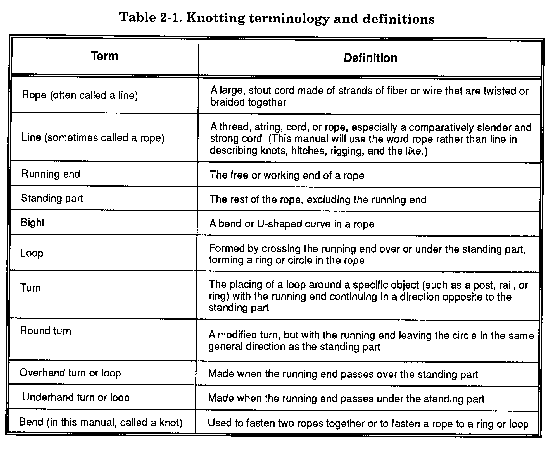 Table 2-1. Knotting terminology and definitions
Term
Definition
Rope (often called a line)
A large, stout cord made of strands of fiber or wire that are twisted or
braided together
Line (sometimes called a rope)
A thread, string, cord, or rope, especially a comparatively slender and
strong cord (This manual will use the word rope rather than line in
describing knots, hitches, rigging, and the like.)
Running end
The free or working end of a rope
Standing part
The rest of the rope, excluding the running end
Bight
A bend or U-shaped curve in a rope
Loop
Formed by crossing the running end over or under the standing part,
forming a ring or circle in the rope
Turn
The placing of a loop around a specific object (such as a post, rail, or
ring) with the running end continuing in a direction opposite to the
standing part
Round turn
A modified turn, but with the running end leaving the circle in the same
general direction as the standing part
Overhand turn or loop
Made when the running end passes over the standing part
Underhand turn or loop
Made when the running end passes under the standing part
Bend (in this manual, called a knot)
Used to fasten two ropes together or to fasten a rope to a ring or loop